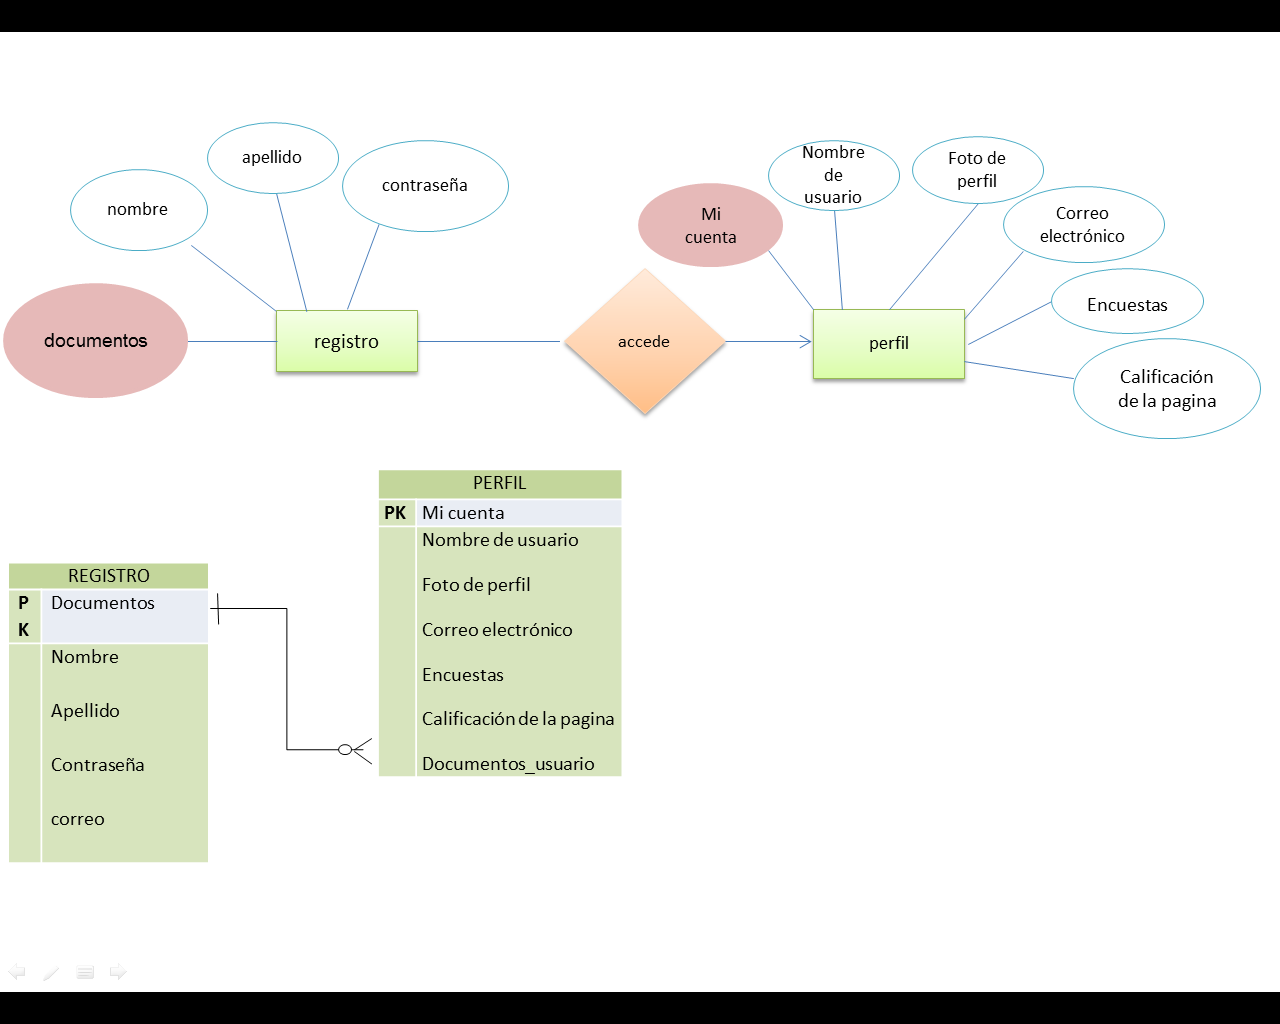 apellido
contraseña
nombre
documentos
registro
accede
Mi
cuenta
Nombre
de
usuario
Foto de
perfil
Correo
electrónico
Encuestas
Calificación
de la pagina
perfil
PERFIL
PK Mi cuenta
Nombre de usuario
Foto de perfil
Correo electrónico
Encuestas
Calificación de la pagina
Documentos_usuario
REGISTRO
P Documentos
K
Nombre
Apellido
Contraseña
correo